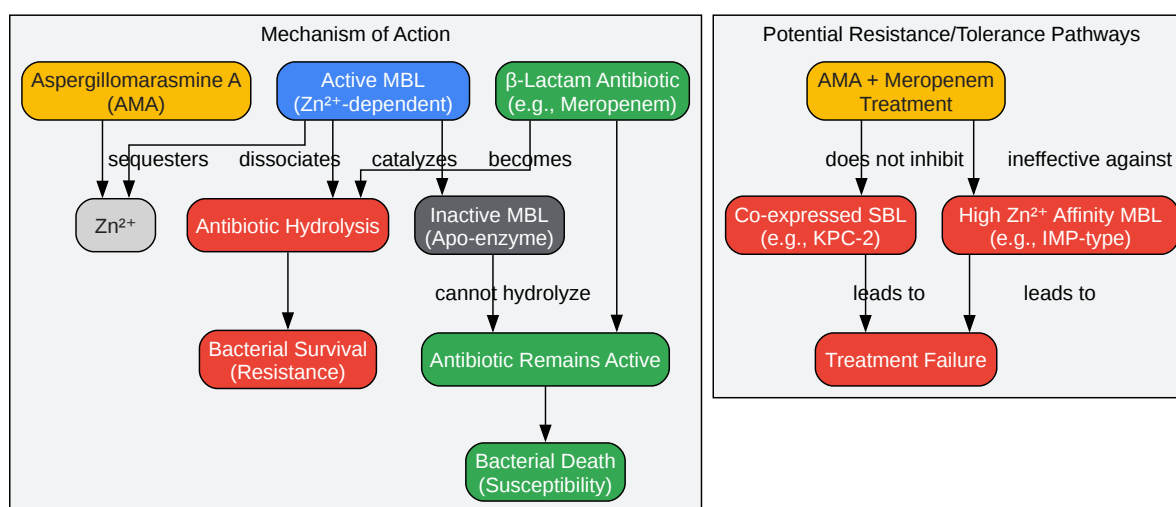 Mechanism of Action
Aspergillomarasmine A
(AMA)
Active MBL
(Zn²⁺-dependent)
β-Lactam Antibiotic
(e.g., Meropenem)
sequesters
dissociates
catalyzes
becomes
Zn²⁺
Antibiotic Hydrolysis
Inactive MBL
(Apo-enzyme)
cannot hydrolyze
Bacterial Survival
(Resistance)
Antibiotic Remains Active
Bacterial Death
(Susceptibility)
Potential Resistance/Tolerance Pathways
AMA + Meropenem
Treatment
does not inhibit
ineffective against
Co-expressed SBL
(e.g., KPC-2)
High Zn²⁺ Affinity MBL
(e.g., IMP-type)
leads to
leads to
Treatment Failure